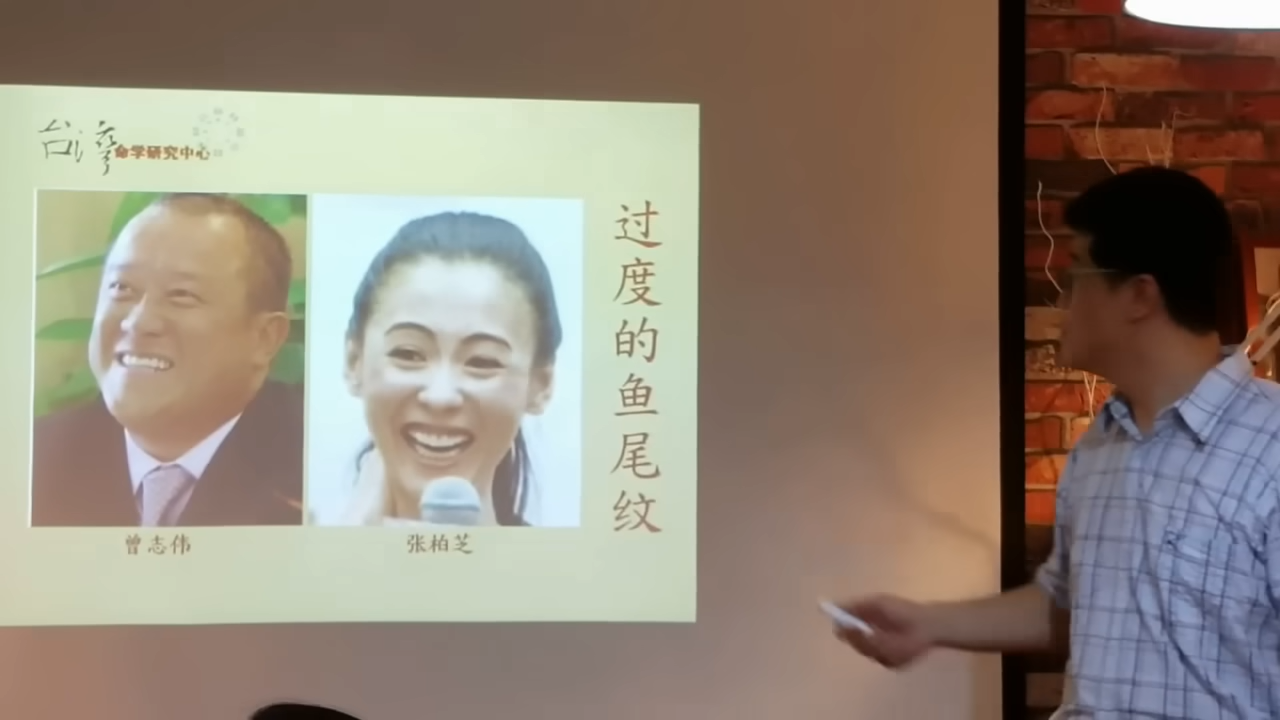 台湾命学研究中心
过度的鱼尾纹
曾志伟
张柏芝